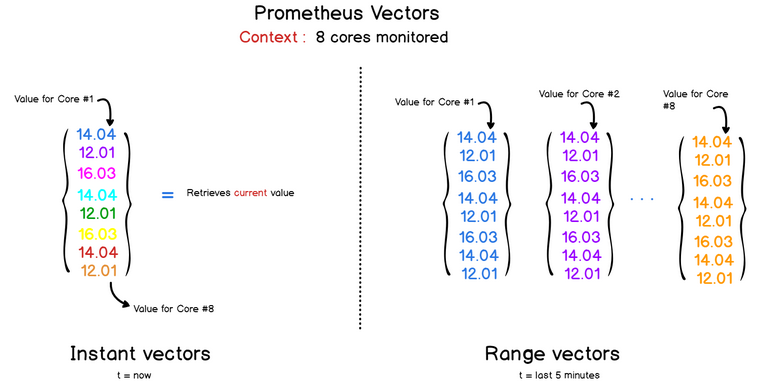 Prometheus Vectors
Context : 8 cores monitored
Value for Core #1
14.04
12.01
16.03
14.04
12.01
16.03
14.04
12.01
= Retrieves current value
Value for Core #8
Instant vectors
t = now
Value for Core #1
14.04
12.01
16.03
14.04
12.01
16.03
14.04
12.01
Value for Core #2
14.04
12.01
16.03
14.04
12.01
16.03
14.04
12.01
. . .
Value for Core
#8
14.04
12.01
16.03
14.04
12.01
16.03
14.04
12.01
Range vectors
t = last 5 minutes